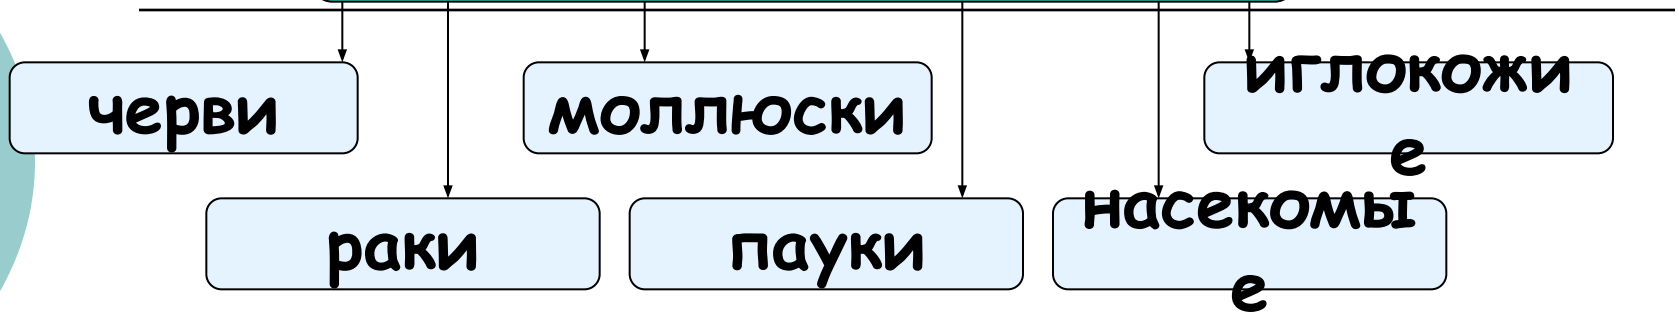 черви
моллюски
иглокожи
е
раки
пауки
насекомы
е